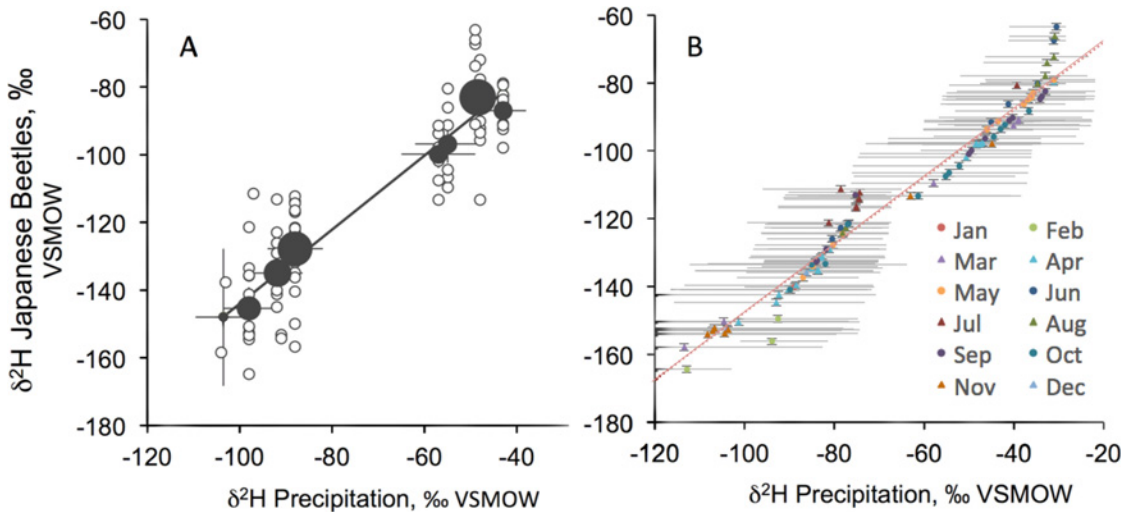 A
-60
-80
-100
-120
-140
-160
-180
-120
-100
-80
-60
-40
δ²H Japanese Beetles, ‰
VSMOW
δ²H Precipitation, ‰ VSMOW
B
-60
-80
-100
-120
-140
-160
-180
-120
-100
-80
-60
-40
-20
Jan Feb
Mar Apr
May Jun
Jul Aug
Sep Oct
Nov Dec
δ²H Precipitation, ‰ VSMOW